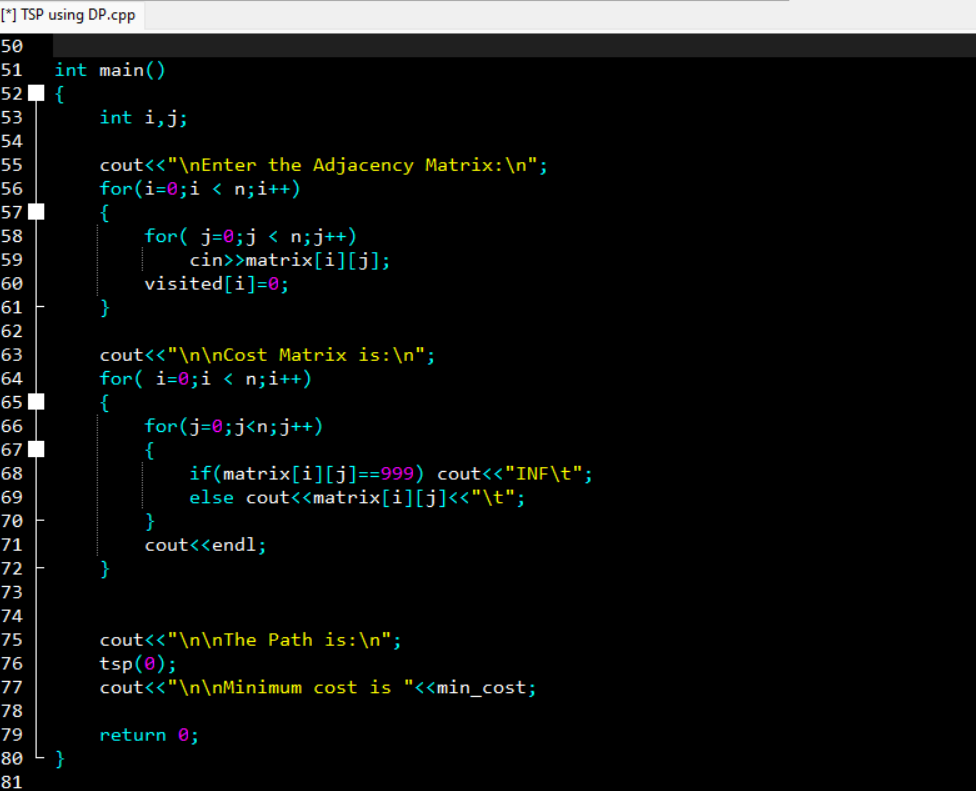 [*] TSP using DP.cpp
50
51 int main()
52 {
53 int i,j;
54
55 cout<<"\nEnter the Adjacency Matrix:\n";
56 for(i=0;i < n;i++)
57 {
58 for( j=0;j < n;j++)
59 cin>>matrix[i][j];
60 visited[i]=0;
61 }
62
63 cout<<"\n\nCost Matrix is:\n";
64 for( i=0;i < n;i++)
65 {
66 for(j=0;j<n;j++)
67 {
68 if(matrix[i][j]==999) cout<<"INF\t";
69 else cout<<matrix[i][j]<<"\t";
70 }
71 cout<<endl;
72 }
73
74
75 cout<<"\n\nThe Path is:\n";
76 tsp(0);
77 cout<<"\n\nMinimum cost is "<<min_cost;
78
79 return 0;
80 }
81